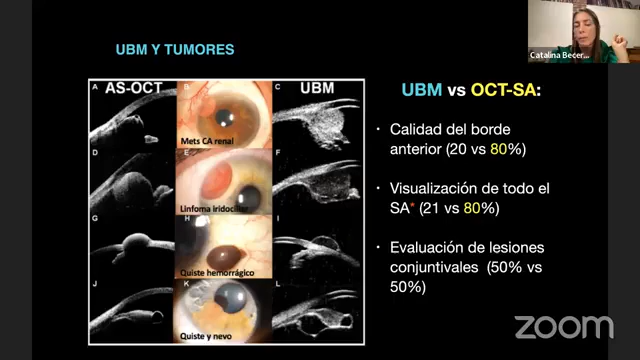 UBM Y TUMORES
Catalina Becer...
A AS-OCT B C UBM
Mets CA renal
D E F
Linfoma iridociliar
G H I
Quiste hemorrágico
J K L
Quiste y nevo
UBM vs OCT-SA:
• Calidad del borde
anterior (20 vs 80%)
• Visualización de todo el
SA* (21 vs 80%)
• Evaluación de lesiones
conjuntivales (50% vs
50%)
zoom